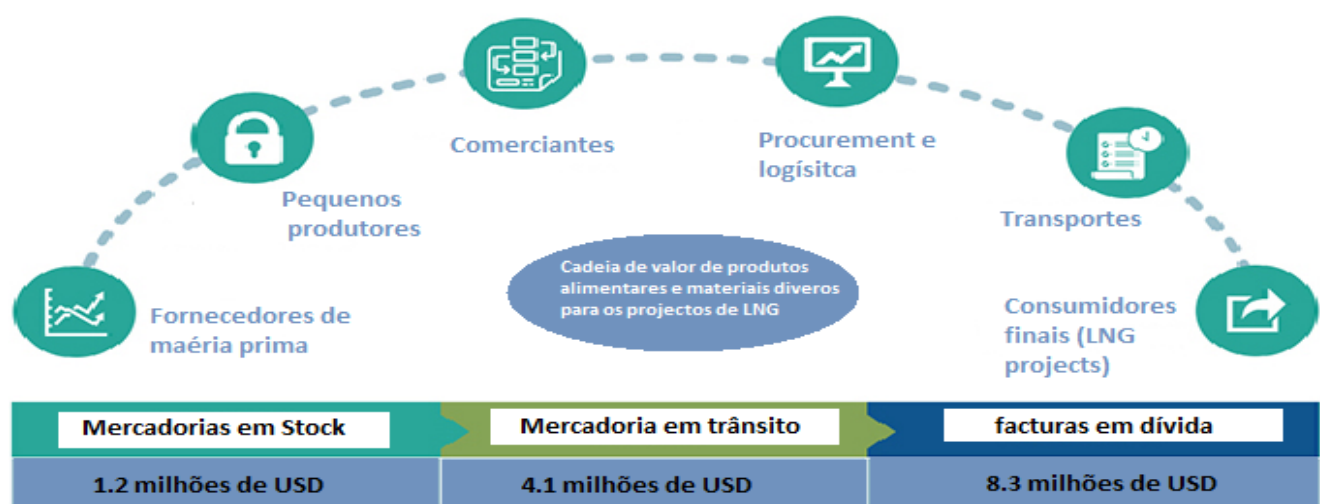 Comerciantes
Procurement e
logísitca
Pequenos
produtores
Transportes
Cadeia de valor de produtos
alimentares e materiais diveros
para os projectos de LNG
Fornecedores de
maéria prima
Consumidores
finais (LNG
projects)
Mercadorias em Stock
Mercadoria em trânsito
facturas em dívida
1.2 milhões de USD
4.1 milhões de USD
8.3 milhões de USD